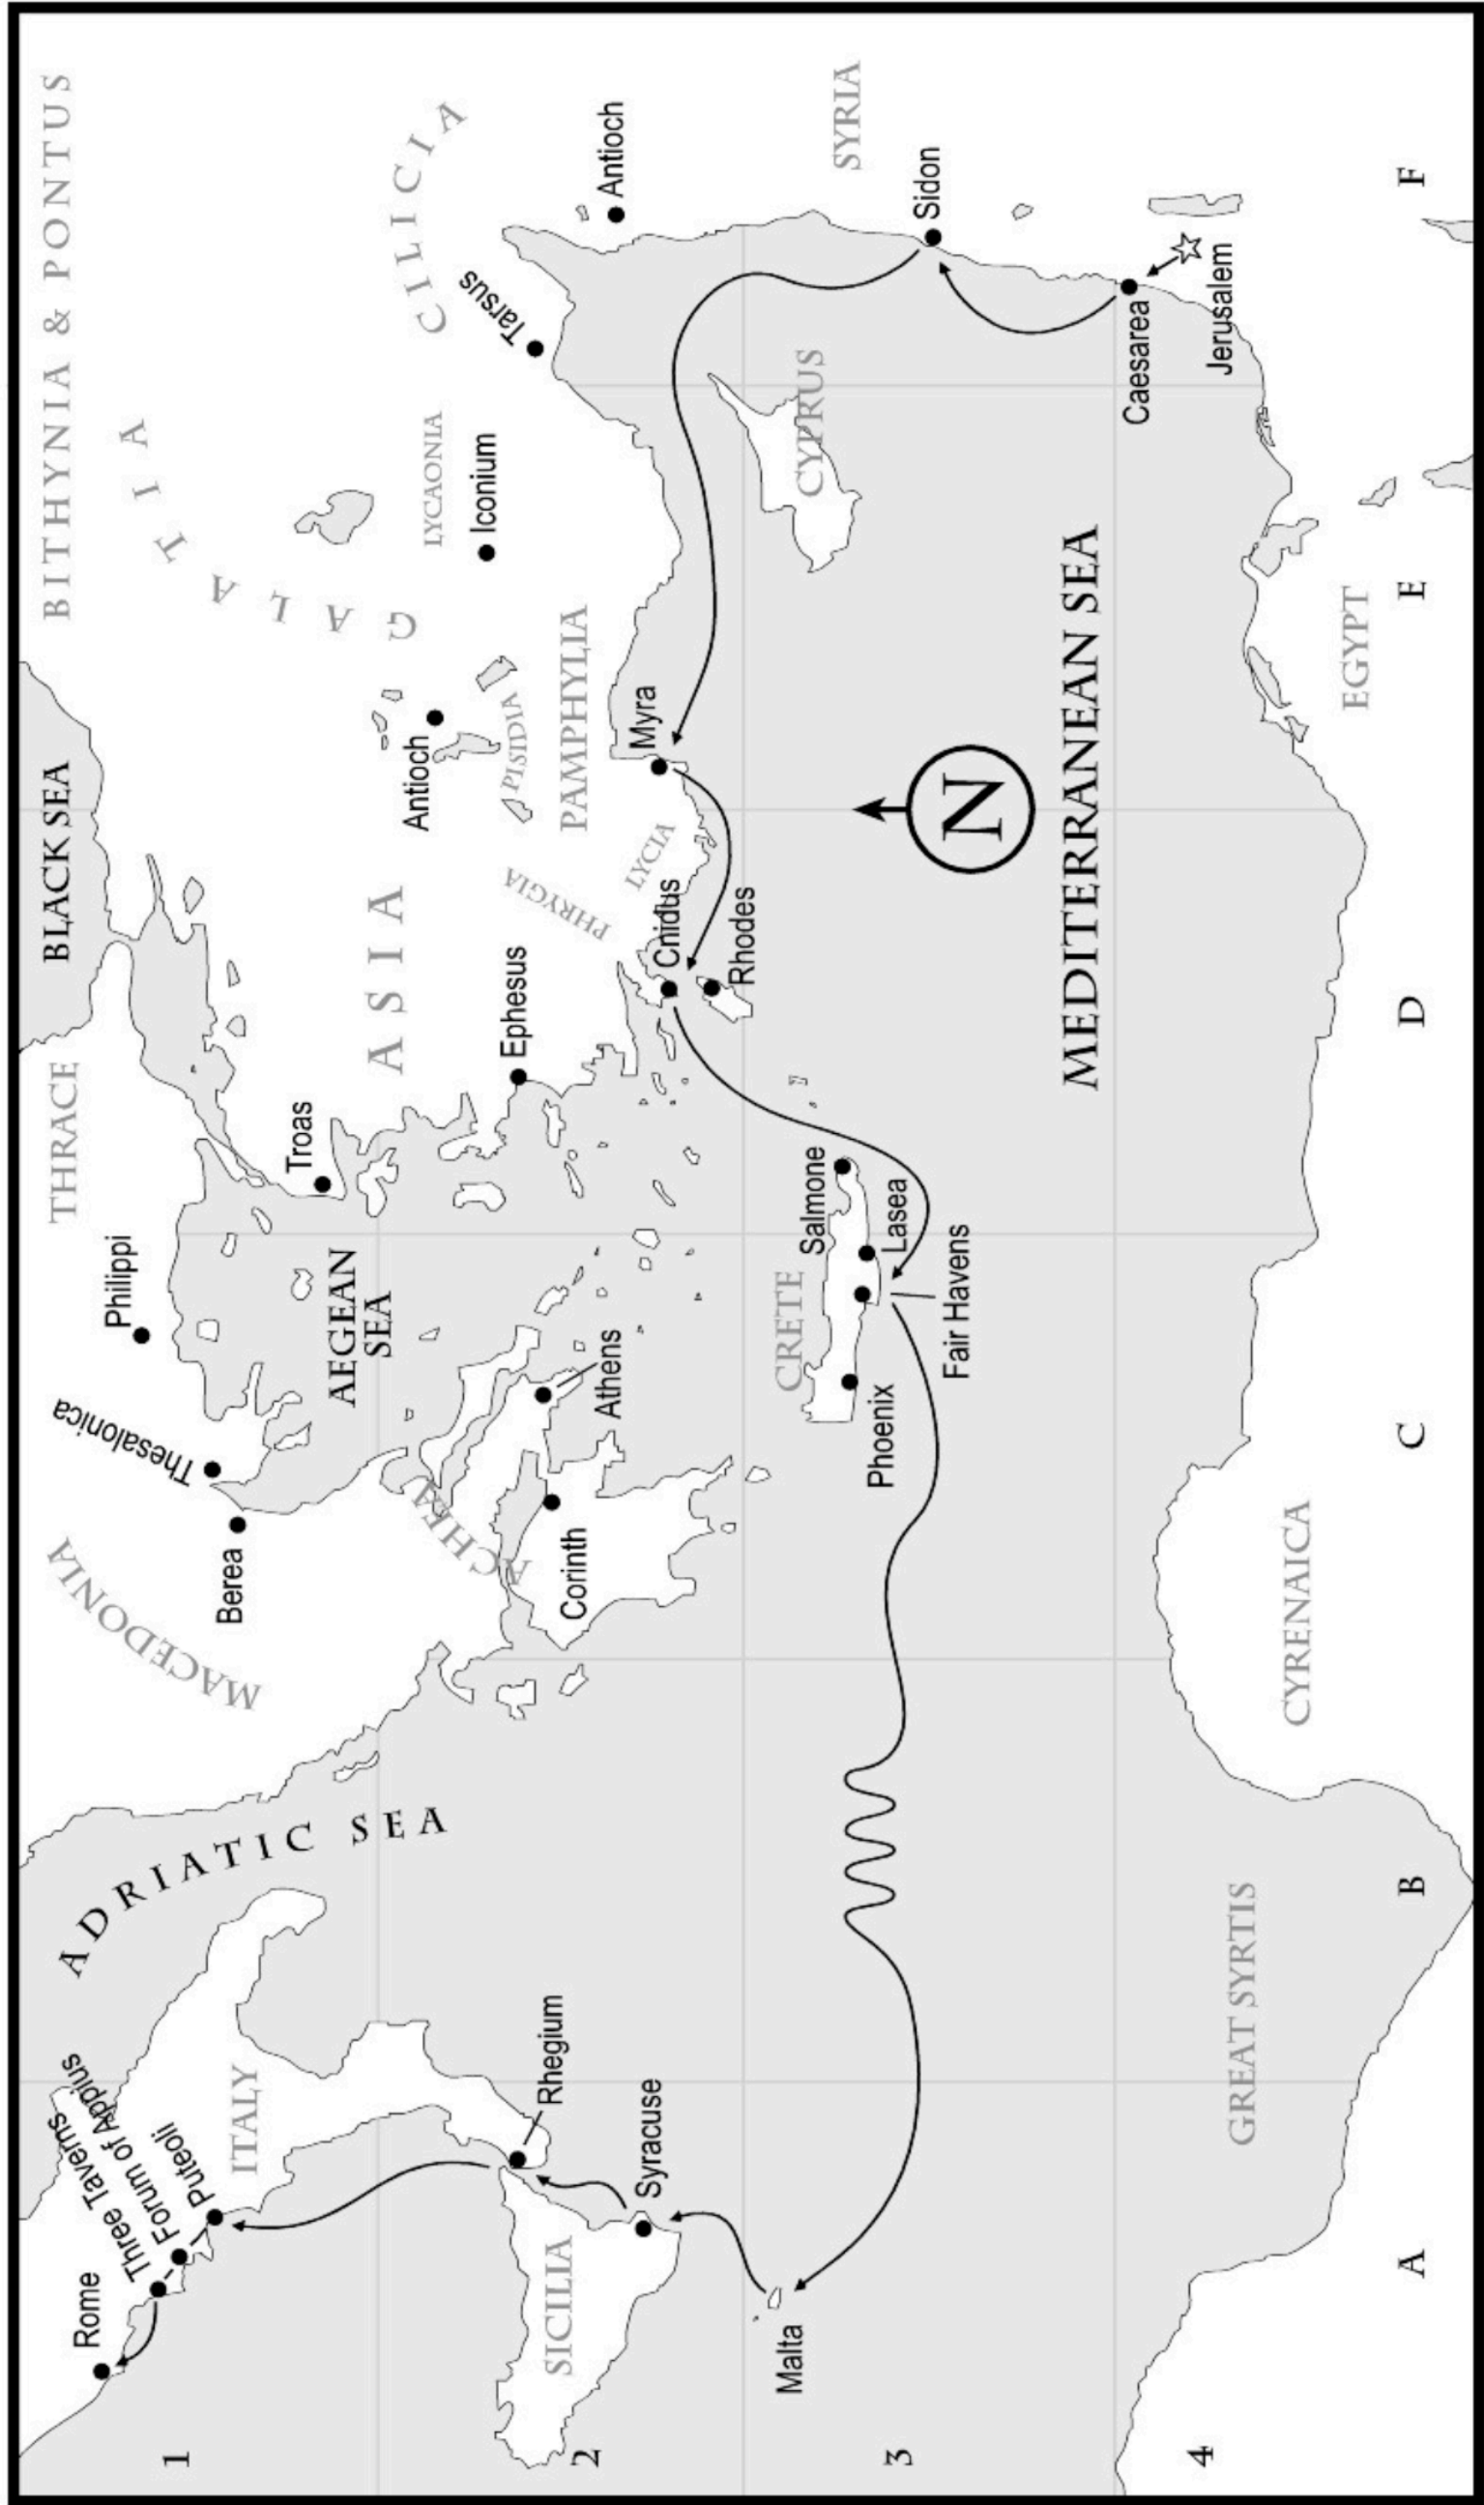 BITHYNIA & PONTUS
BLACK SEA
THRACE
MACEDONIA
ADRIATIC SEA
Philippi
Thesalonica
Berea
Three Taverns
Forum of Appius
Puteoli
Rome
ITALY
1
GALATIA
CILICIA
LYCAONIA
Iconium
Tarsus
Antioch
Antioch
PISIDIA
PAMPHYLIA
PHRYGIA
LYCIA
ASIA
Troas
AEGEAN
SEA
Ephesus
Athens
ACHEA
Corinth
Rhegium
Syracuse
SICILIA
2
Myra
Cnidus
Rhodes
SYRIA
Sidon
CYPRUS
N
Salmone
Lasea
CRETE
Fair Havens
Phoenix
Malta
3
MEDITERRANEAN SEA
Caesarea
Jerusalem
EGYPT
CYRENAICA
GREAT SYRTIS
4
A
B
C
D
E
F